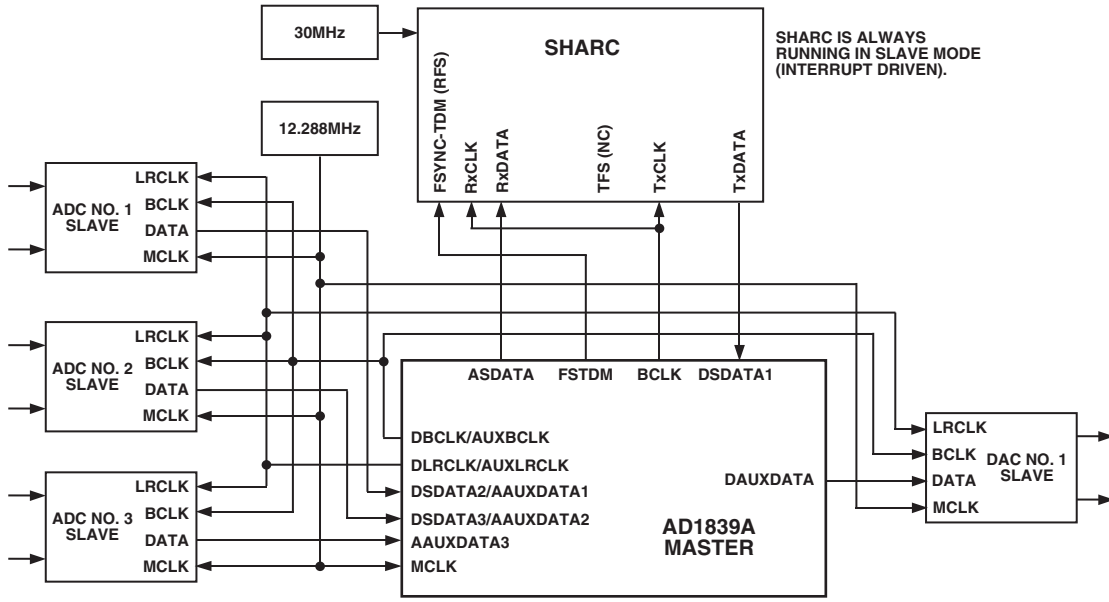 30MHz
SHARC
SHARC IS ALWAYS
RUNNING IN SLAVE MODE
(INTERRUPT DRIVEN).
12.288MHz
FSYNC-TDM (RFS)
RxCLK
RxDATA
TFS (NC)
TxCLK
TxDATA
ADC NO. 1
SLAVE
LRCLK
BCLK
DATA
MCLK
ADC NO. 2
SLAVE
LRCLK
BCLK
DATA
MCLK
ADC NO. 3
SLAVE
LRCLK
BCLK
DATA
MCLK
ASDATA
FSTDM
BCLK
DSDATA1
DBCLK/AUXBCLK
DLRCLK/AUXLRCLK
DSDATA2/AAUXDATA1
DSDATA3/AAUXDATA2
AAUXDATA3
MCLK
DAUXDATA
AD1839A
MASTER
LRCLK
BCLK
DATA
MCLK
DAC NO. 1
SLAVE